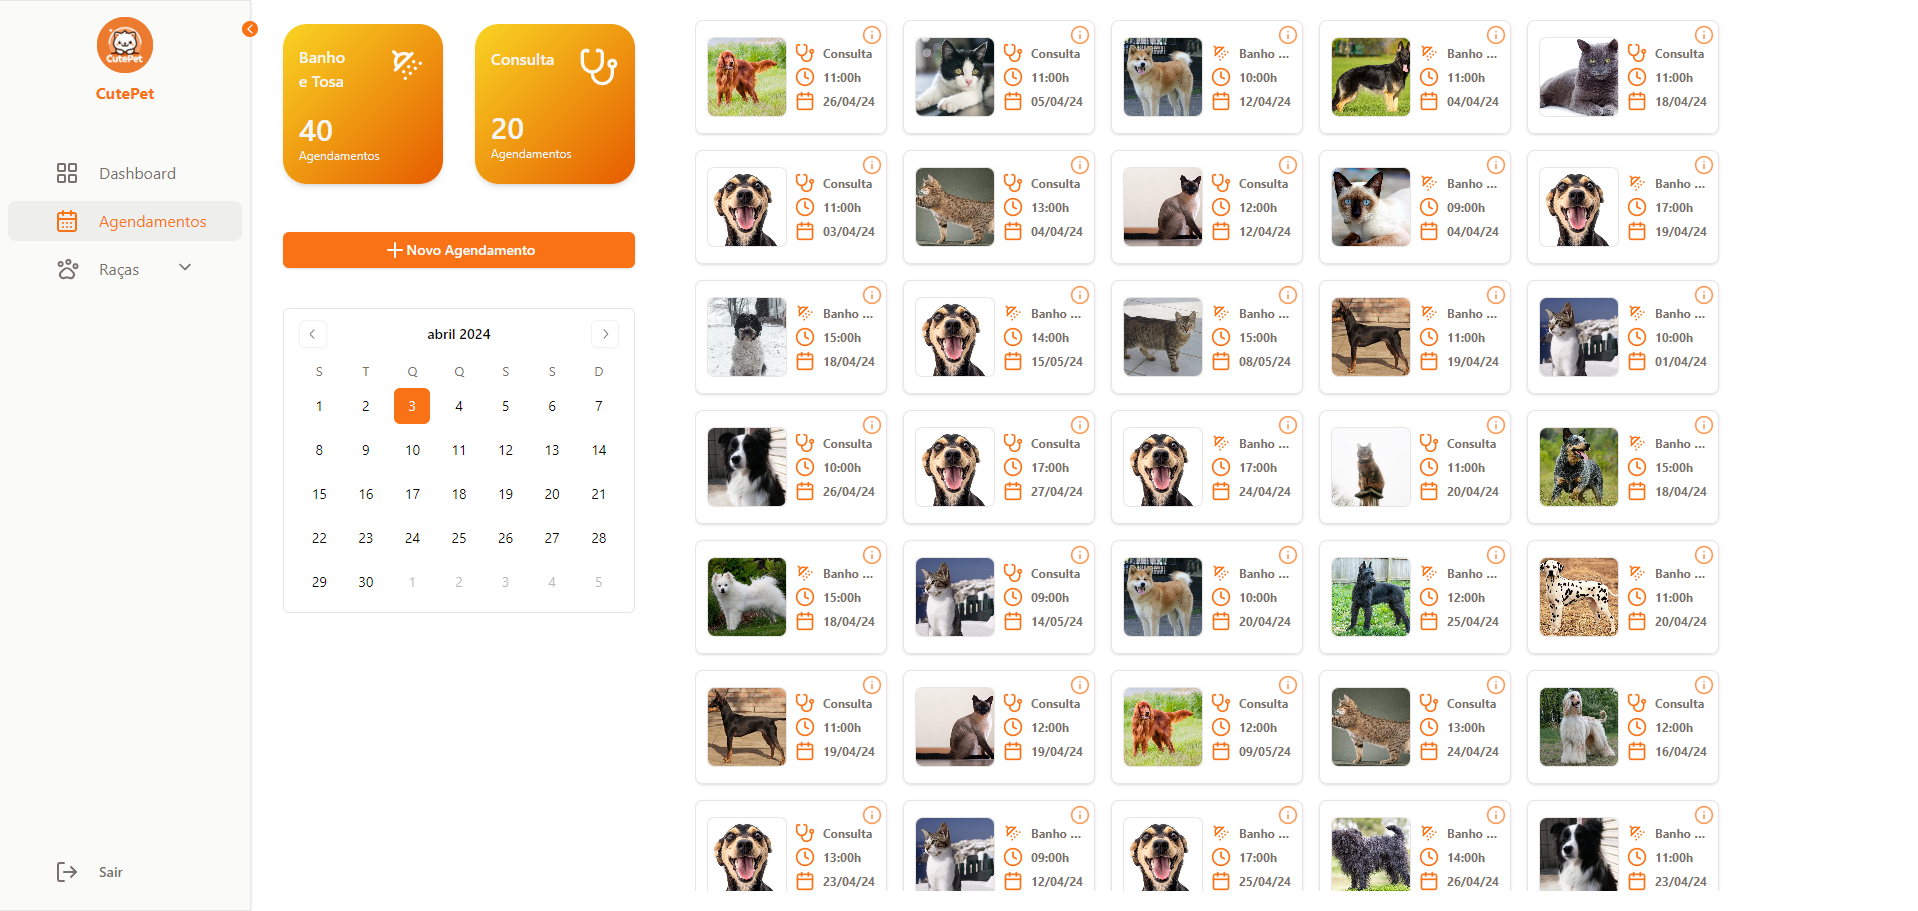 CutePet
CutePet
Dashboard
Agendamentos
Raças
Sair
Banho
e Tosa
40
Agendamentos
Consulta
20
Agendamentos
Novo Agendamento
abril 2024
S T Q Q S S D
1 2 3 4 5 6 7
8 9 10 11 12 13 14
15 16 17 18 19 20 21
22 23 24 25 26 27 28
29 30 1 2 3 4 5
Consulta
11:00h
26/04/24
Consulta
11:00h
05/04/24
Banho ...
10:00h
12/04/24
Banho ...
11:00h
04/04/24
Consulta
11:00h
18/04/24
Consulta
11:00h
03/04/24
Consulta
13:00h
04/04/24
Consulta
12:00h
12/04/24
Banho ...
09:00h
04/04/24
Banho ...
17:00h
19/04/24
Banho ...
15:00h
18/04/24
Banho ...
14:00h
15/05/24
Banho ...
15:00h
08/05/24
Banho ...
11:00h
19/04/24
Banho ...
10:00h
01/04/24
Consulta
10:00h
26/04/24
Consulta
17:00h
27/04/24
Banho ...
17:00h
24/04/24
Consulta
11:00h
20/04/24
Banho ...
15:00h
18/04/24
Banho ...
15:00h
18/04/24
Consulta
09:00h
14/05/24
Banho ...
10:00h
20/04/24
Banho ...
12:00h
25/04/24
Banho ...
11:00h
20/04/24
Consulta
11:00h
19/04/24
Consulta
12:00h
19/04/24
Consulta
12:00h
09/05/24
Consulta
13:00h
24/04/24
Consulta
12:00h
16/04/24
Consulta
13:00h
23/04/24
Banho ...
09:00h
12/04/24
Banho ...
17:00h
25/04/24
Banho ...
14:00h
26/04/24
Banho ...
11:00h
23/04/24